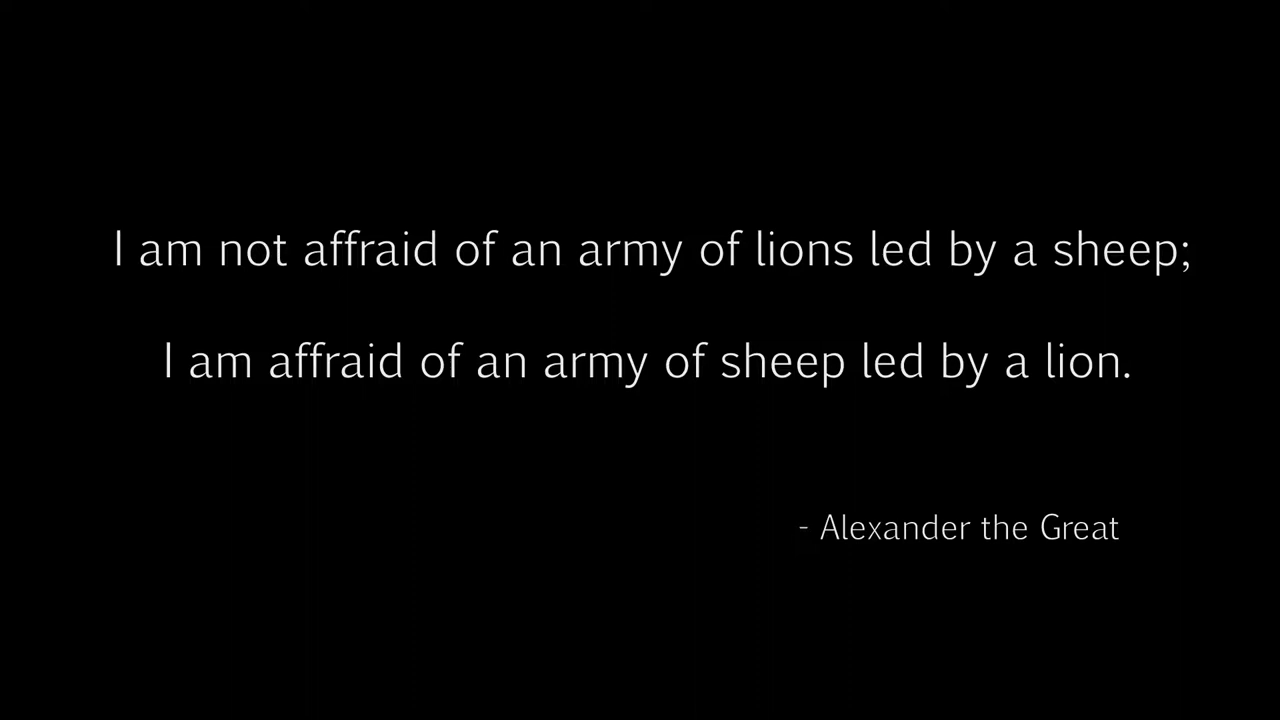 I am not affraid of an army of lions led by a sheep;
I am affraid of an army of sheep led by a lion.
- Alexander the Great